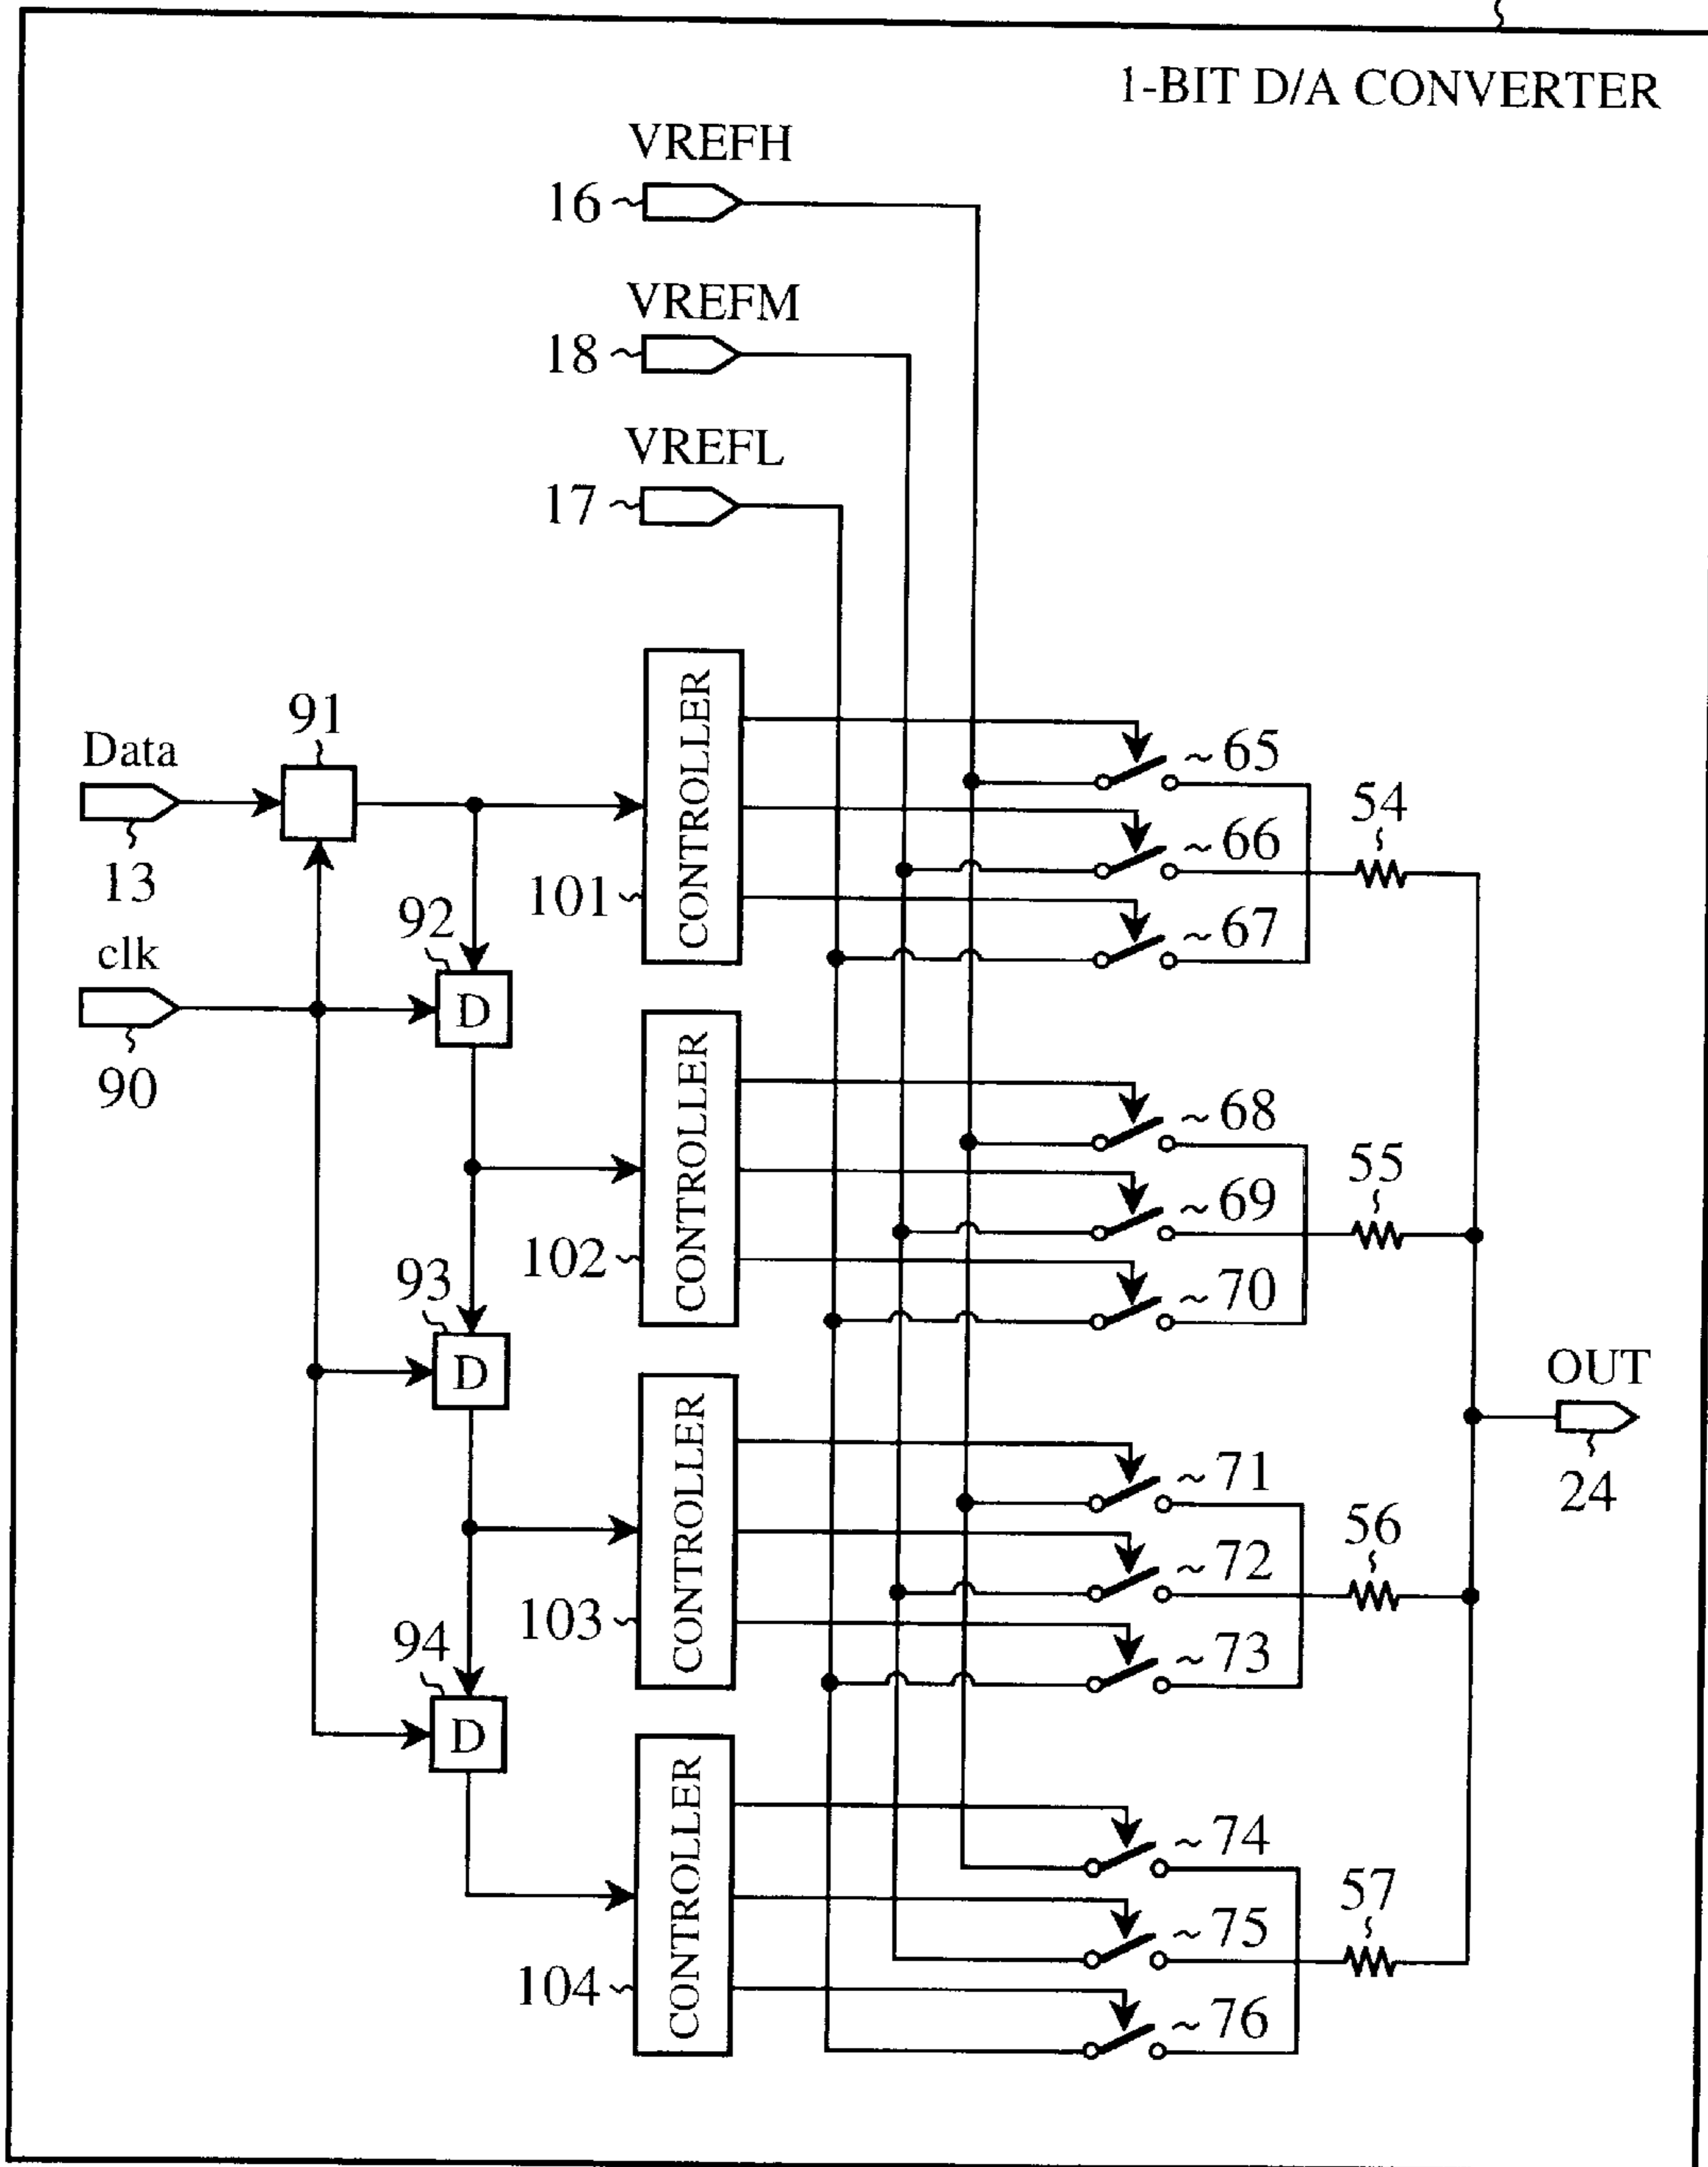 1-BIT D/A CONVERTER
VREFH
16
VREFM
18
VREFL
17
Data
13
clk
90
91
92
D
93
D
94
D
101
CONTROLLER
102
CONTROLLER
103
CONTROLLER
104
CONTROLLER
65
66
67
68
69
70
71
72
73
74
75
76
54
55
56
57
OUT
24